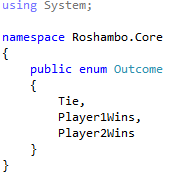 using System;
namespace Roshambo.Core
{
    public enum Outcome
    {
        Tie,
        Player1Wins,
        Player2Wins
    }
}